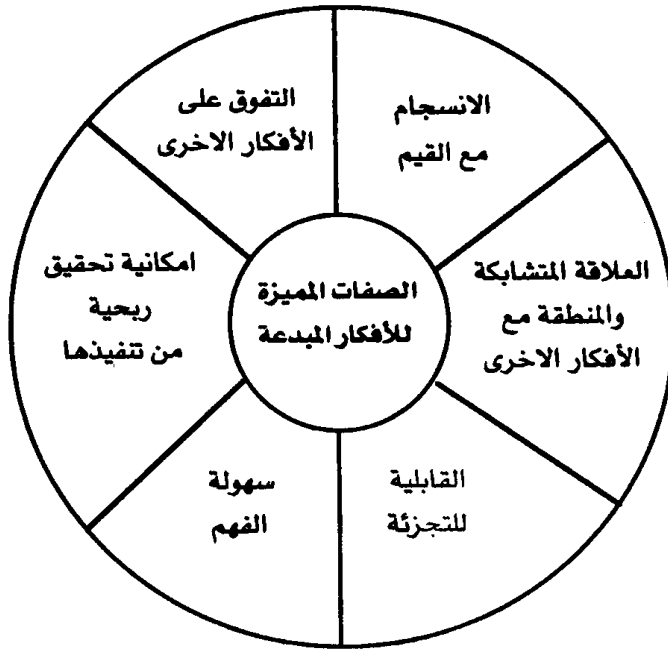 الصفات المميزة
للأفكار المبدعة
الانسجام
مع القيم
العلاقة المتشابكة
والمنطقة مع
الأفكار الاخرى
القابلية
للتجزئة
سهولة
الفهم
امكانية تحقيق
ربحية
من تنفيذها
التفوق على
الأفكار الاخرى